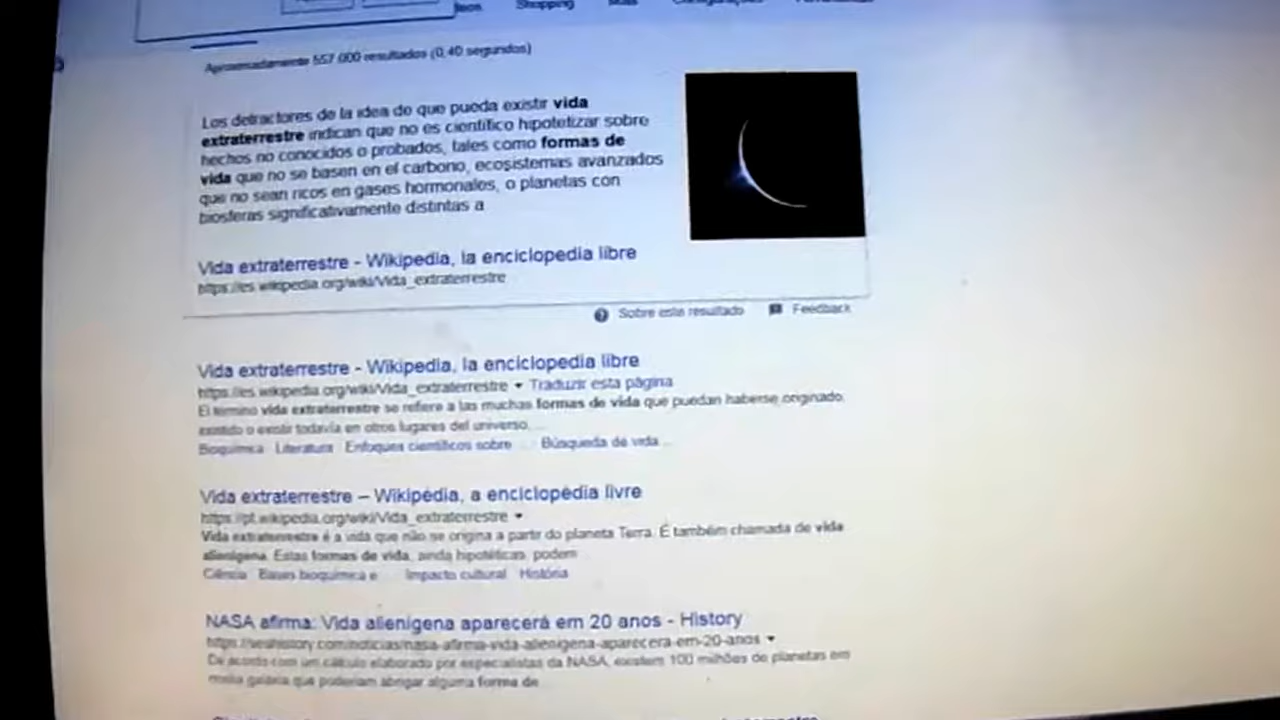 Shopping
Aproximadamente 557.000 resultados (0,40 segundos)
Los detractores de la idea de que pueda existir vida
extraterrestre indican que no es científico hipotetizar sobre
hechos no conocidos o probados, tales como formas de
vida que no se basen en el carbono, ecosistemas avanzados
que no sean ricos en gases hormonales, o planetas con
biosferas significativamente distintas a
Vida extraterrestre - Wikipedia, la enciclopedia libre
https://es.wikipedia.org/wiki/Vida_extraterrestre
Sobre este resultado Feedback
Vida extraterrestre - Wikipedia, la enciclopedia libre
https://es.wikipedia.org/wiki/Vida_extraterrestre Traduzir esta página
El término vida extraterrestre se refiere a las muchas formas de vida que puedan haberse originado,
existido o existir todavía en otros lugares del universo, ...
Bioquímica Literatura Enfoques científicos sobre ... Búsqueda de vida ...
Vida extraterrestre – Wikipédia, a enciclopédia livre
https://pt.wikipedia.org/wiki/Vida_extraterrestre
Vida extraterrestre é a vida que não se origina a partir do planeta Terra. É também chamada de vida
alienígena. Estas formas de vida, ainda hipotéticas, podem
Ciência Bases bioquímica e ... Impacto cultural História
NASA afirma: Vida alienígena aparecerá em 20 anos - History
https://seuhistory.com/noticias/nasa-afirma-vida-alienigena-aparecera-em-20-anos
De acordo com um cálculo elaborado por especialistas da NASA, existem 100 milhões de planetas em
nossa galáxia que poderiam abrigar alguma forma de